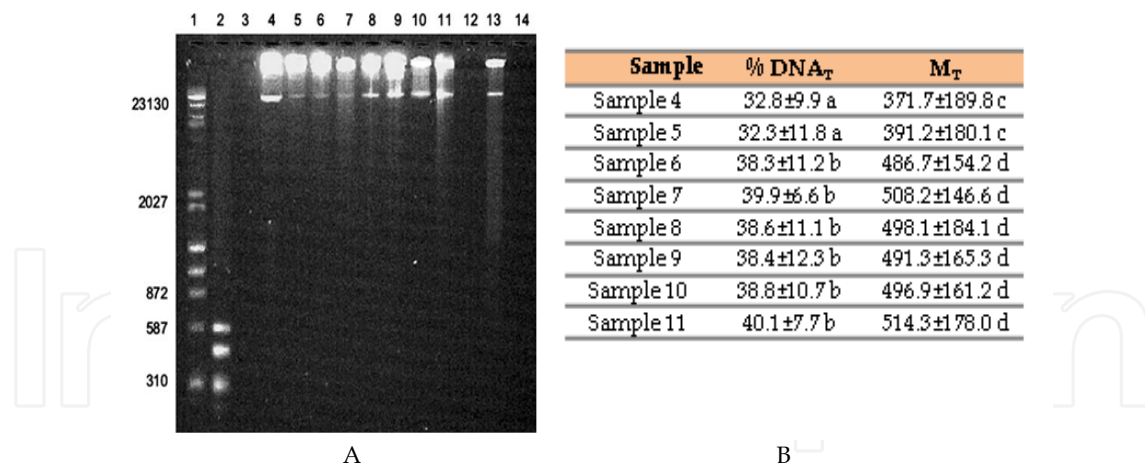 1 2 3 4 5 6 7 8 9 10 11 12 13 14
23130
2027
872
587
310
A
Sample % DNAT MT
Sample 4 32.8±9.9 a 371.7±189.8 c
Sample 5 32.3±11.8 a 391.2±180.1 c
Sample 6 38.3±11.2 b 486.7±154.2 d
Sample 7 39.9±6.6 b 508.2±146.6 d
Sample 8 38.6±11.1 b 498.1±184.1 d
Sample 9 38.4±12.3 b 491.3±165.3 d
Sample 10 38.8±10.7 b 496.9±161.2 d
Sample 11 40.1±7.7 b 514.3±178.0 d
B